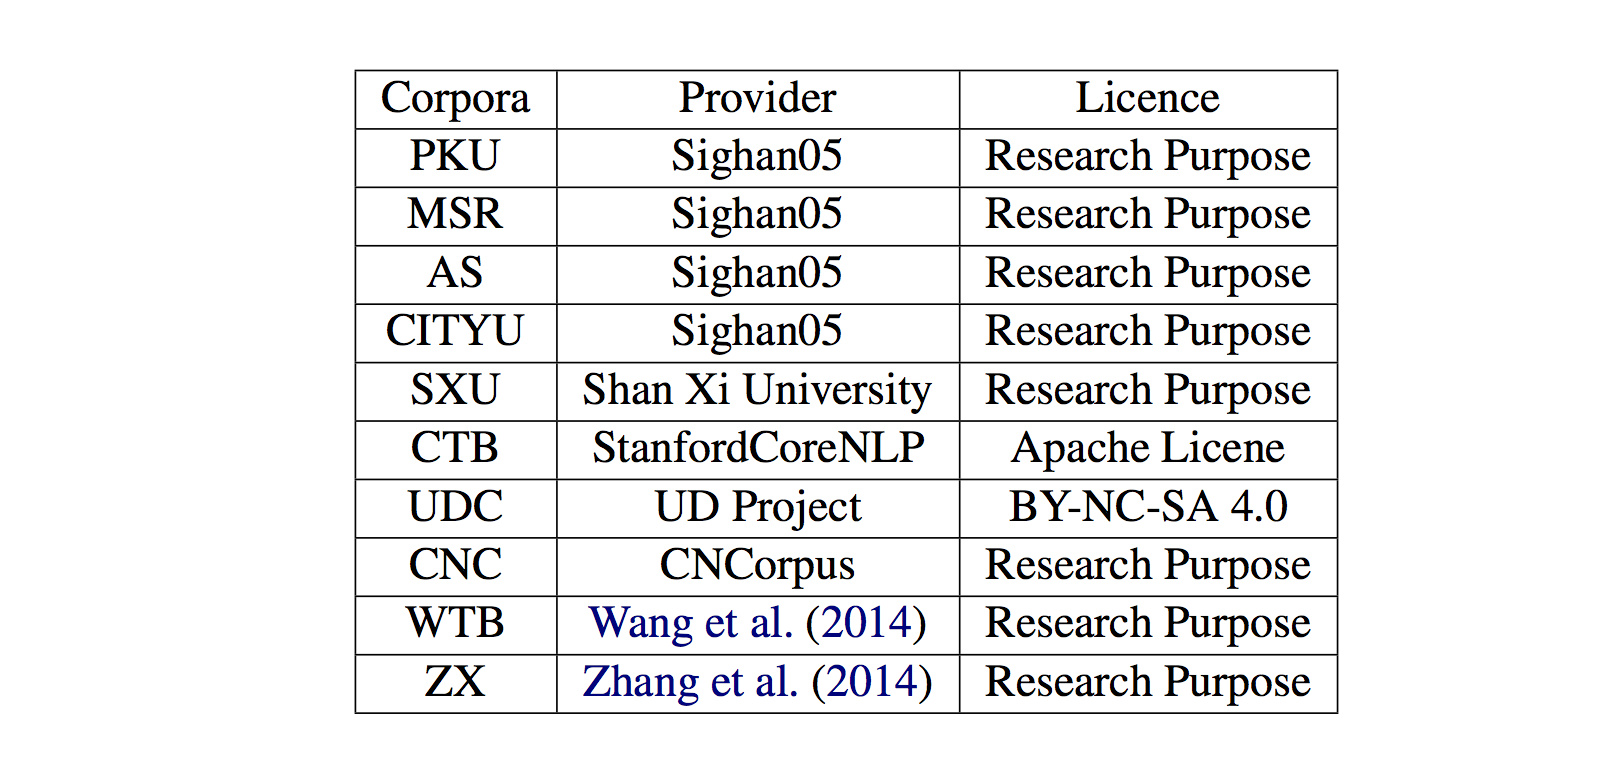 Corpora Provider Licence
PKU Sighan05 Research Purpose
MSR Sighan05 Research Purpose
AS Sighan05 Research Purpose
CITYU Sighan05 Research Purpose
SXU Shan Xi University Research Purpose
CTB StanfordCoreNLP Apache Licene
UDC UD Project BY-NC-SA 4.0
CNC CNCorpus Research Purpose
WTB Wang et al. (2014) Research Purpose
ZX Zhang et al. (2014) Research Purpose